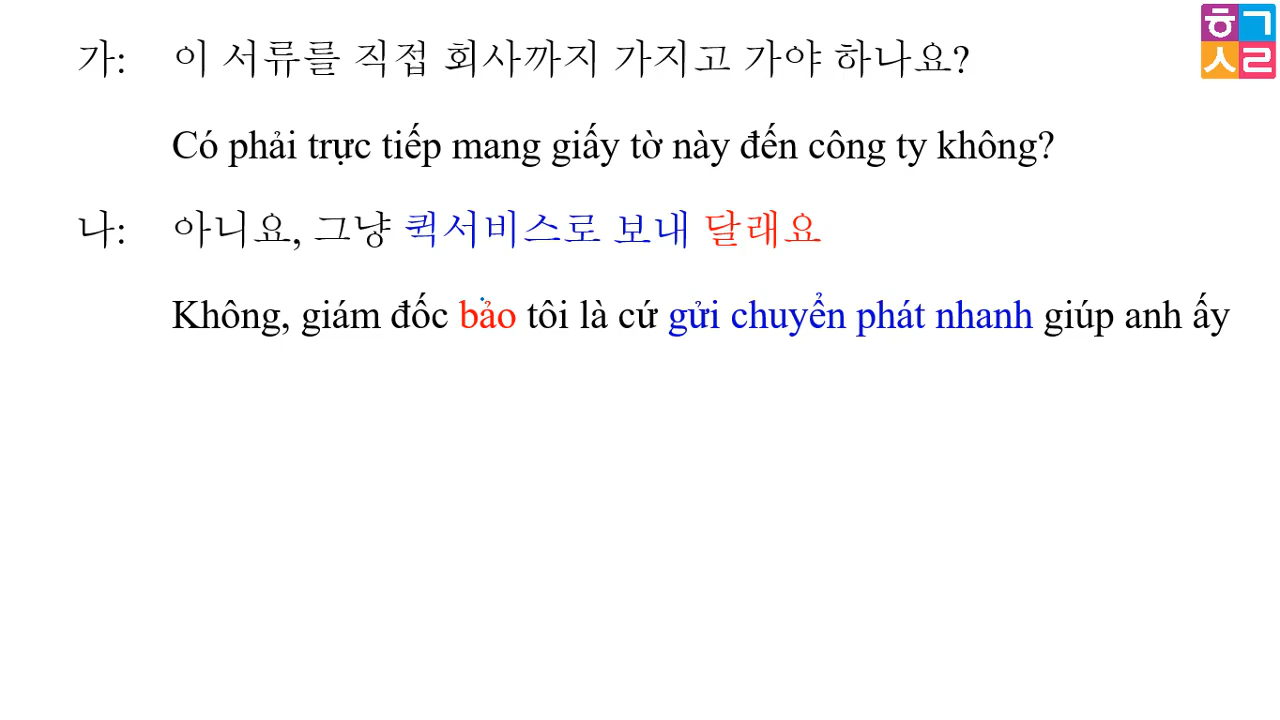 가: 이 서류를 직접 회사까지 가지고 가야 하나요?
Có phải trực tiếp mang giấy tờ này đến công ty không?
나: 아니요, 그냥 퀵서비스로 보내 달래요
Không, giám đốc bảo tôi là cứ gửi chuyển phát nhanh giúp anh ấy
ㅎㄱ
ㅅㄹ